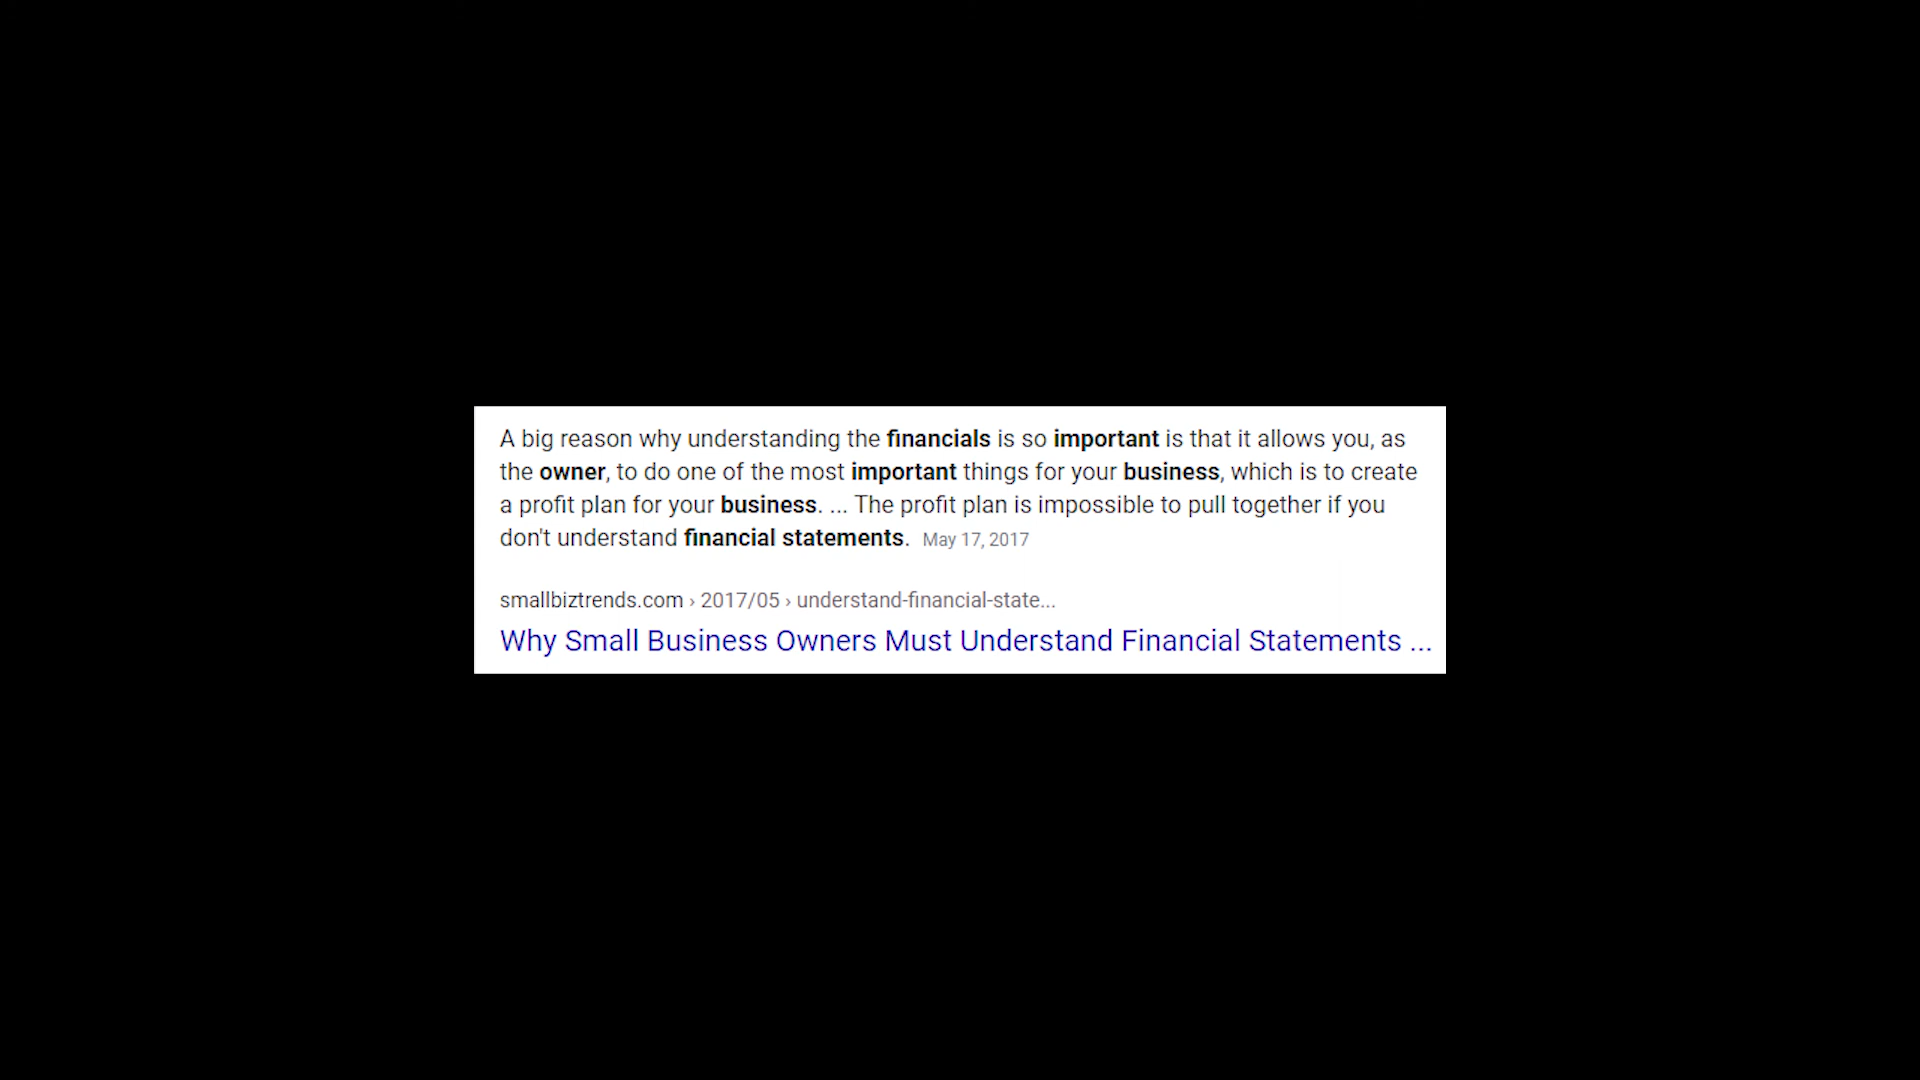 A big reason why understanding the financials is so important is that it allows you, as
the owner, to do one of the most important things for your business, which is to create
a profit plan for your business. ... The profit plan is impossible to pull together if you
don't understand financial statements. May 17, 2017
smallbiztrends.com › 2017/05 › understand-financial-state...
Why Small Business Owners Must Understand Financial Statements ...